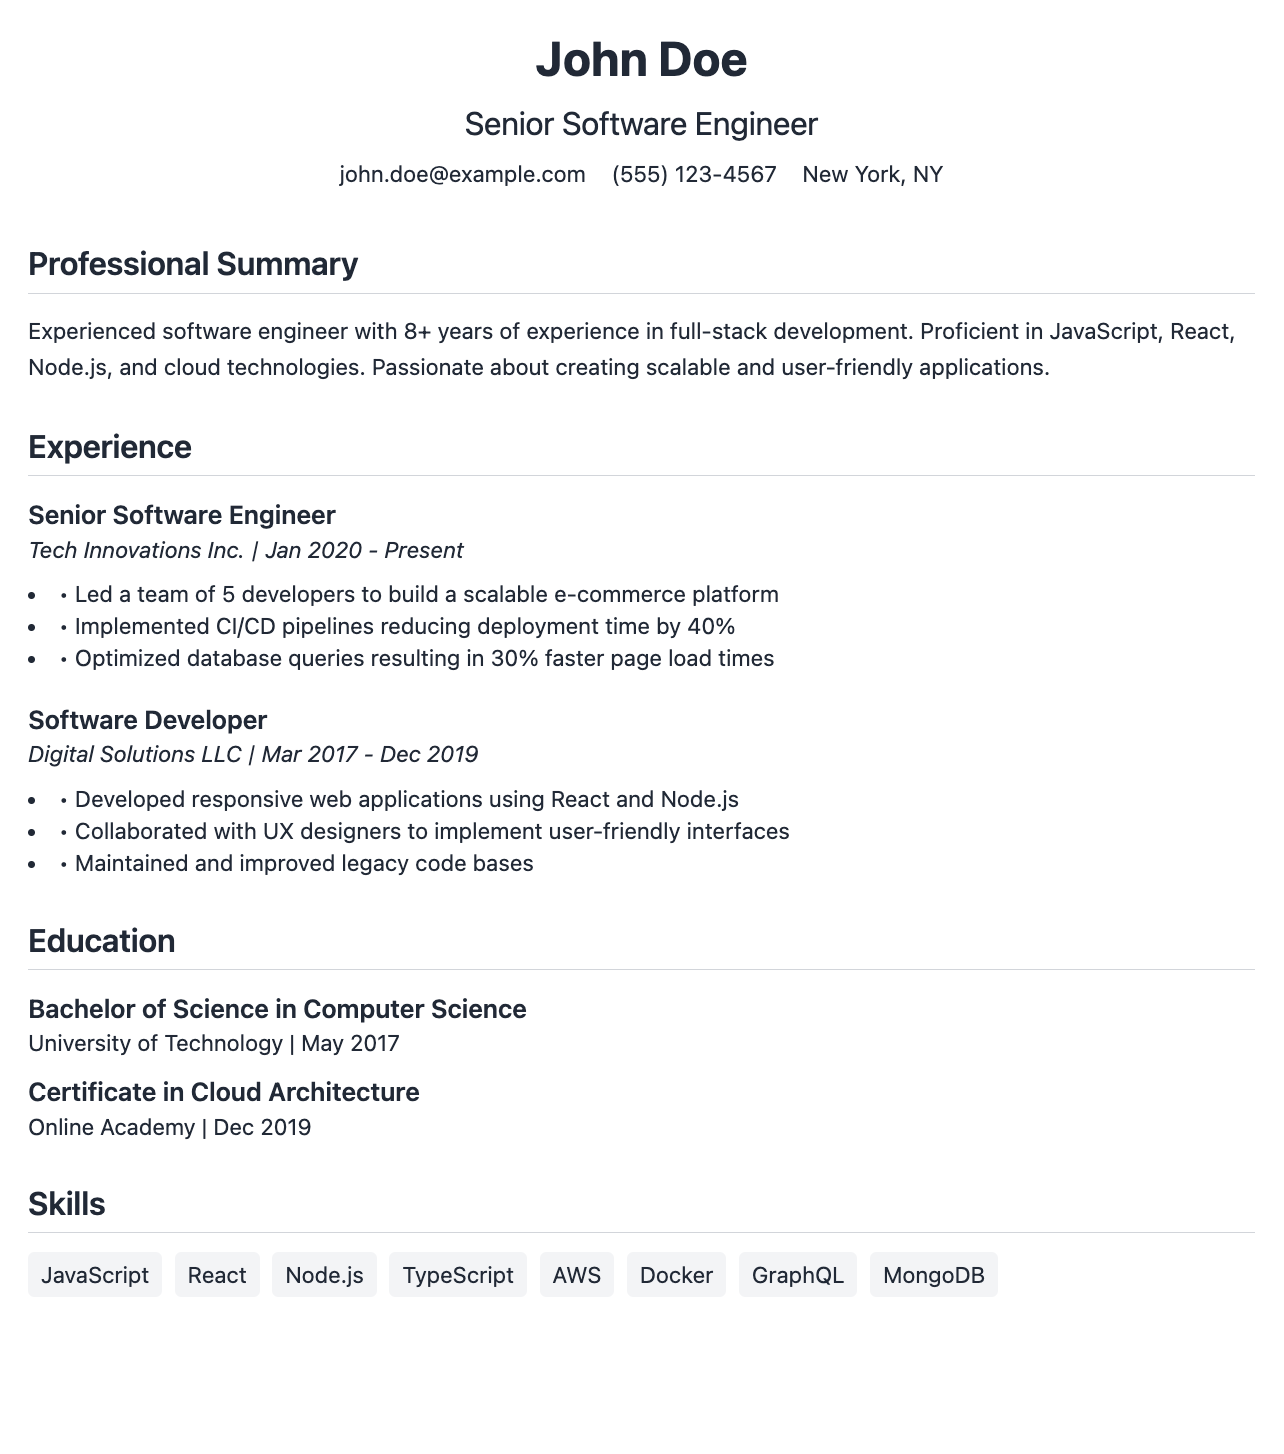 John Doe
Senior Software Engineer
john.doe@example.com (555) 123-4567 New York, NY
Professional Summary
Experienced software engineer with 8+ years of experience in full-stack development. Proficient in JavaScript, React,
Node.js, and cloud technologies. Passionate about creating scalable and user-friendly applications.
Experience
Senior Software Engineer
Tech Innovations Inc. | Jan 2020 - Present
• • Led a team of 5 developers to build a scalable e-commerce platform
• • Implemented CI/CD pipelines reducing deployment time by 40%
• • Optimized database queries resulting in 30% faster page load times
Software Developer
Digital Solutions LLC | Mar 2017 - Dec 2019
• • Developed responsive web applications using React and Node.js
• • Collaborated with UX designers to implement user-friendly interfaces
• • Maintained and improved legacy code bases
Education
Bachelor of Science in Computer Science
University of Technology | May 2017
Certificate in Cloud Architecture
Online Academy | Dec 2019
Skills
JavaScript React Node.js TypeScript AWS Docker GraphQL MongoDB